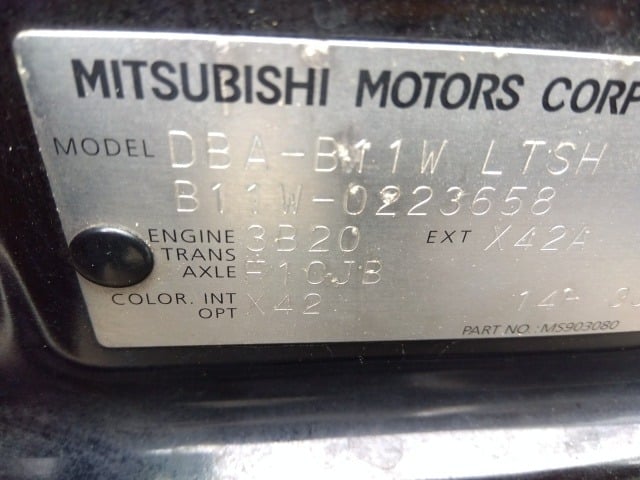 MITSUBISHI MOTORS CORP
MODEL DBA-B11W LTSH
B11W-0223658
ENGINE 3B20 EXT X42A
TRANS
AXLE F1CJB
COLOR. INT X42
OPT
PART NO.: MS903080